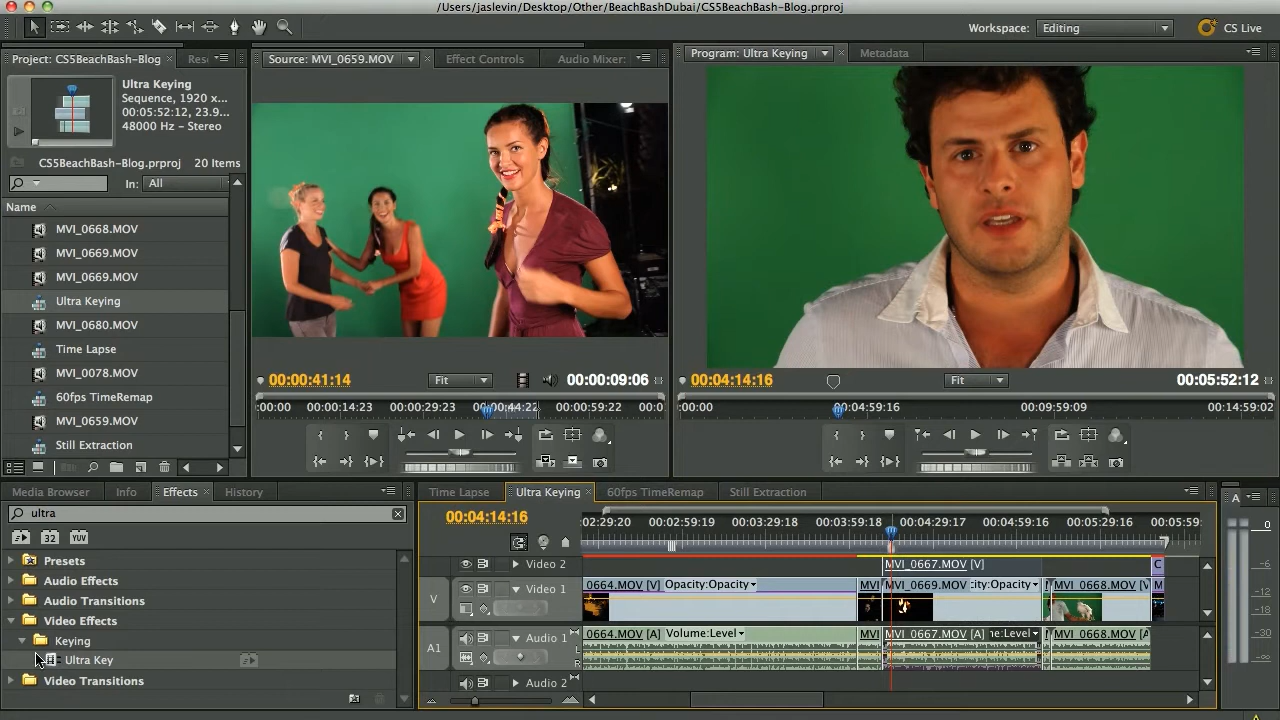 /Users/jaslevin/Desktop/Other/BeachBashDubai/CS5BeachBash-Blog.prproj
Workspace: Editing
CS Live
Project: CS5BeachBash-Blog
Source: MVI_0659.MOV
Effect Controls
Audio Mixer:
Program: Ultra Keying
Metadata
Ultra Keying
Sequence, 1920 x...
00:05:52:12, 23.9...
48000 Hz - Stereo
CS5BeachBash-Blog.prproj 20 Items
In: All
Name
MVI_0668.MOV
MVI_0669.MOV
MVI_0669.MOV
Ultra Keying
MVI_0680.MOV
Time Lapse
MVI_0078.MOV
60fps TimeRemap
MVI_0659.MOV
Still Extraction
00:00:41:14
Fit
00:00:09:06
:00:00 00:00:14:23 00:00:29:23 00:00:44:22 00:00:59:22 00:0
00:04:14:16
Fit
00:05:52:12
:00:00 00:04:59:16 00:09:59:09 00:14:59:02
Media Browser
Info
Effects
History
ultra
32
YUV
Presets
Audio Effects
Audio Transitions
Video Effects
Keying
Ultra Key
Video Transitions
Time Lapse
Ultra Keying
60fps TimeRemap
Still Extraction
00:04:14:16
02:29:20 00:02:59:19 00:03:29:18 00:03:59:18 00:04:29:17 00:04:59:16 00:05:29:16 00:05:59:
Video 2
MVI_0667.MOV [V]
C
V
Video 1
0664.MOV [V] Opacity:Opacity
MVI
MVI_0669.MOV
:ity:Opacity
MVI_0668.MOV [V]
M
A1
Audio 1
L
R
0664.MOV [A] Volume:Level
MVI
MVI_0667.MOV [A]
ne:Level
MVI_0668.MOV [A
Audio 2
A
0
-6
-12
-18
-30